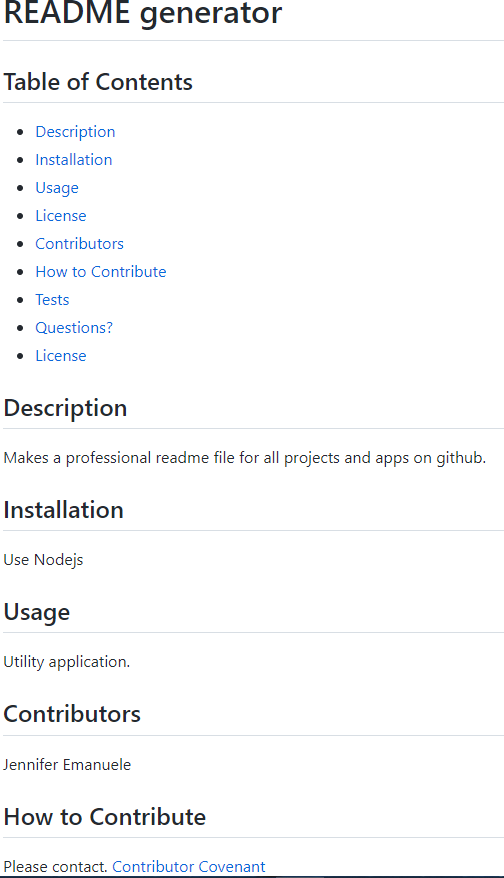 README generator
Table of Contents
Description
Installation
Usage
License
Contributors
How to Contribute
Tests
Questions?
License
Description
Makes a professional readme file for all projects and apps on github.
Installation
Use Nodejs
Usage
Utility application.
Contributors
Jennifer Emanuele
How to Contribute
Please contact. Contributor Covenant